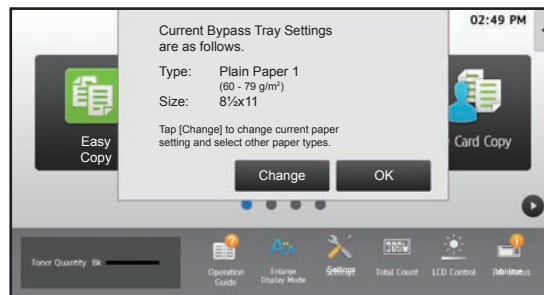 02:49 PM
Current Bypass Tray Settings
are as follows.
Type: Plain Paper 1
(60 - 79 g/m²)
Size: 8½x11
Tap [Change] to change current paper
setting and select other paper types.
Change OK
Easy
Copy
Card Copy
Toner Quantity Bk
Operation
Guide
Enlarge
Display Mode
Settings
Total Count
LCD Control